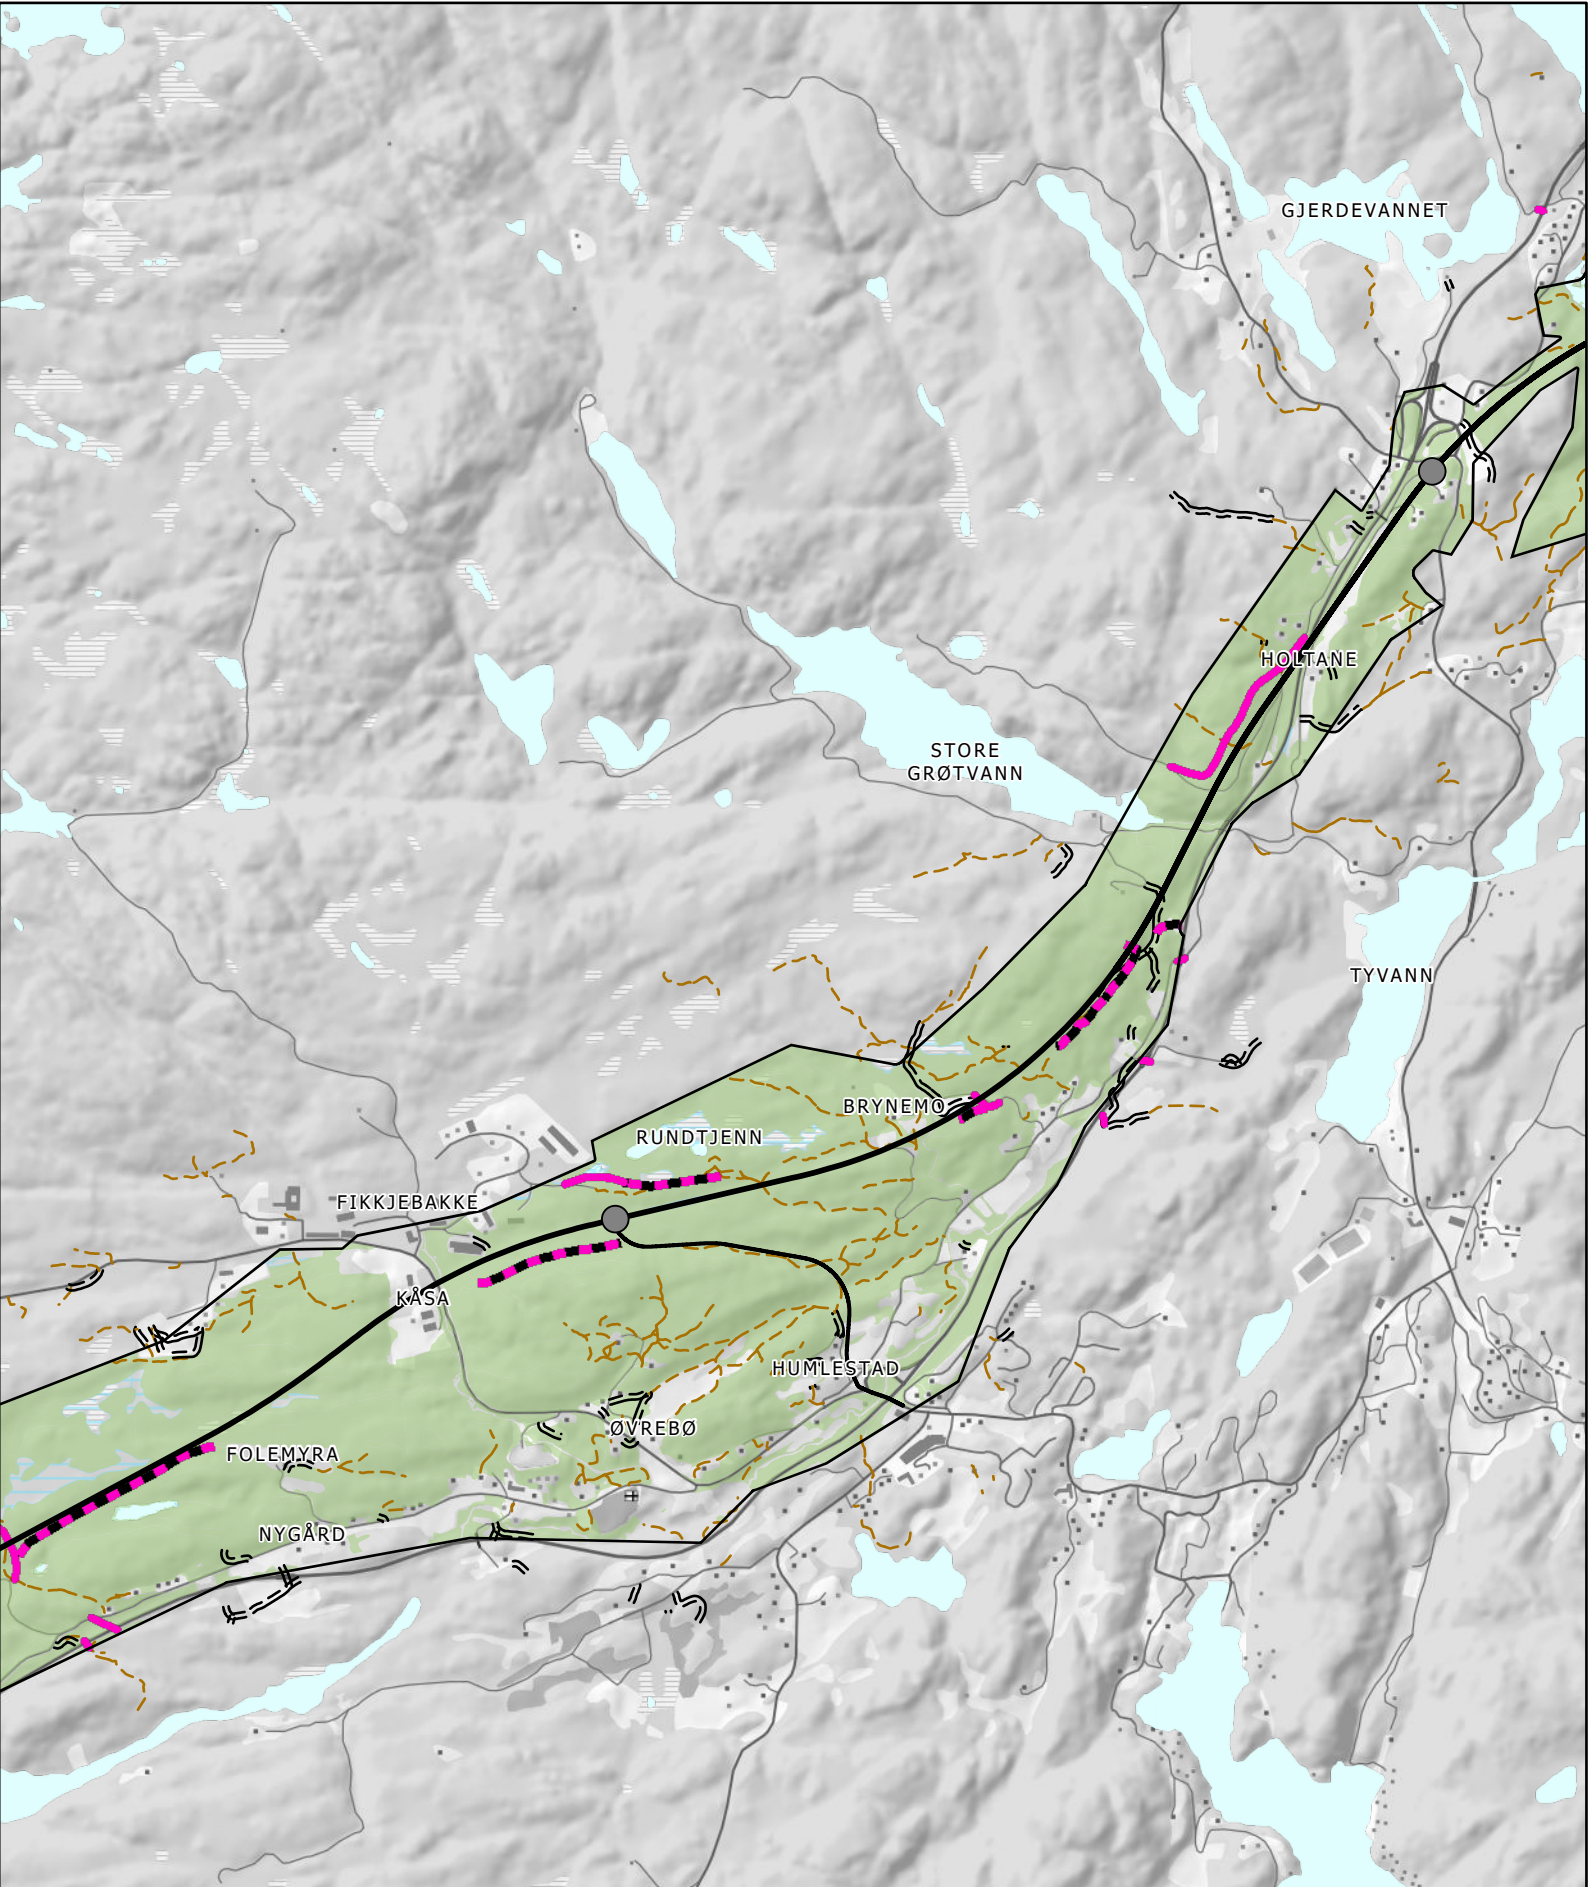 GJERDEVANNET
HOLTANE
STORE
GRØTVANN
TYVANN
BRYNEMO
RUNDTJENN
FIKKJEBAKKE
KÅSA
HUMLESTAD
ØVREBØ
FOLEMYRA
NYGÅRD